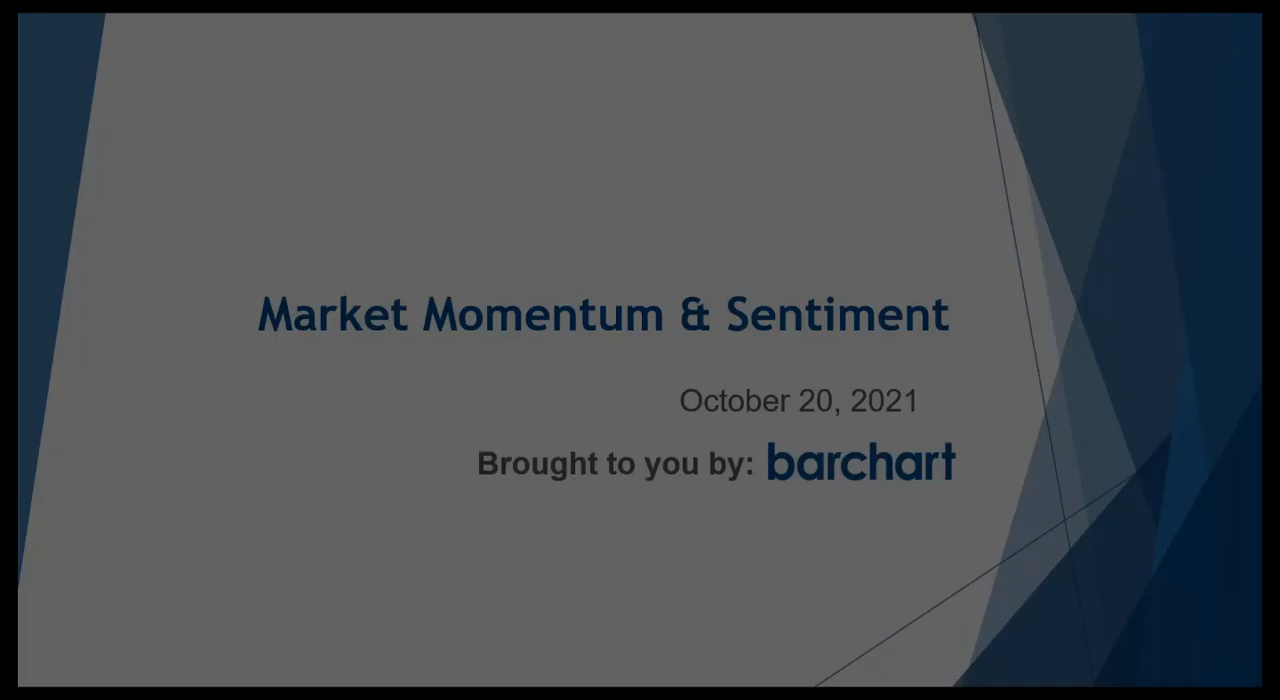 Market Momentum & Sentiment
October 20, 2021
Brought to you by: barchart